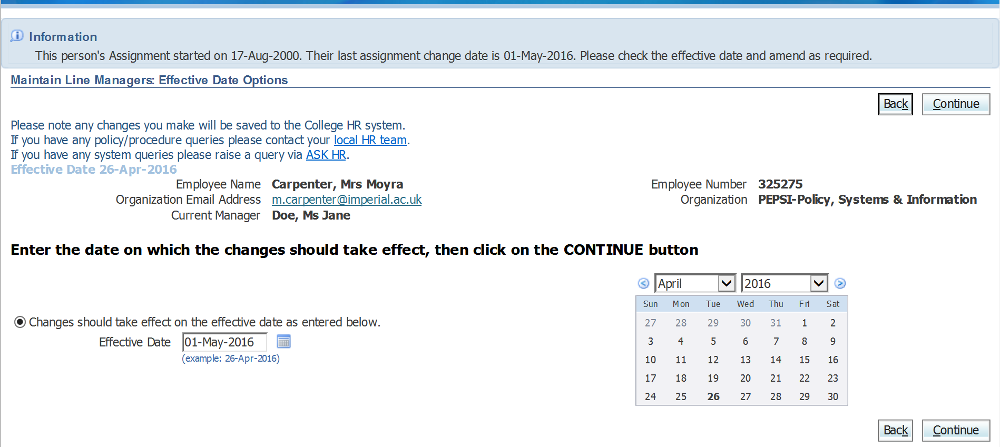 Information
This person's Assignment started on 17-Aug-2000. Their last assignment change date is 01-May-2016. Please check the effective date and amend as required.
Maintain Line Managers: Effective Date Options
Back Continue
Please note any changes you make will be saved to the College HR system.
If you have any policy/procedure queries please contact your local HR team.
If you have any system queries please raise a query via ASK HR.
Effective Date 26-Apr-2016
Employee Name Carpenter, Mrs Moyra Employee Number 325275
Organization Email Address m.carpenter@imperial.ac.uk Organization PEPSI-Policy, Systems & Information
Current Manager Doe, Ms Jane
Enter the date on which the changes should take effect, then click on the CONTINUE button
April 2016
Sun Mon Tue Wed Thu Fri Sat
27 28 29 30 31 1 2
Changes should take effect on the effective date as entered below.
3 4 5 6 7 8 9
Effective Date 01-May-2016
(example: 26-Apr-2016)
10 11 12 13 14 15 16
17 18 19 20 21 22 23
24 25 26 27 28 29 30
Back Continue